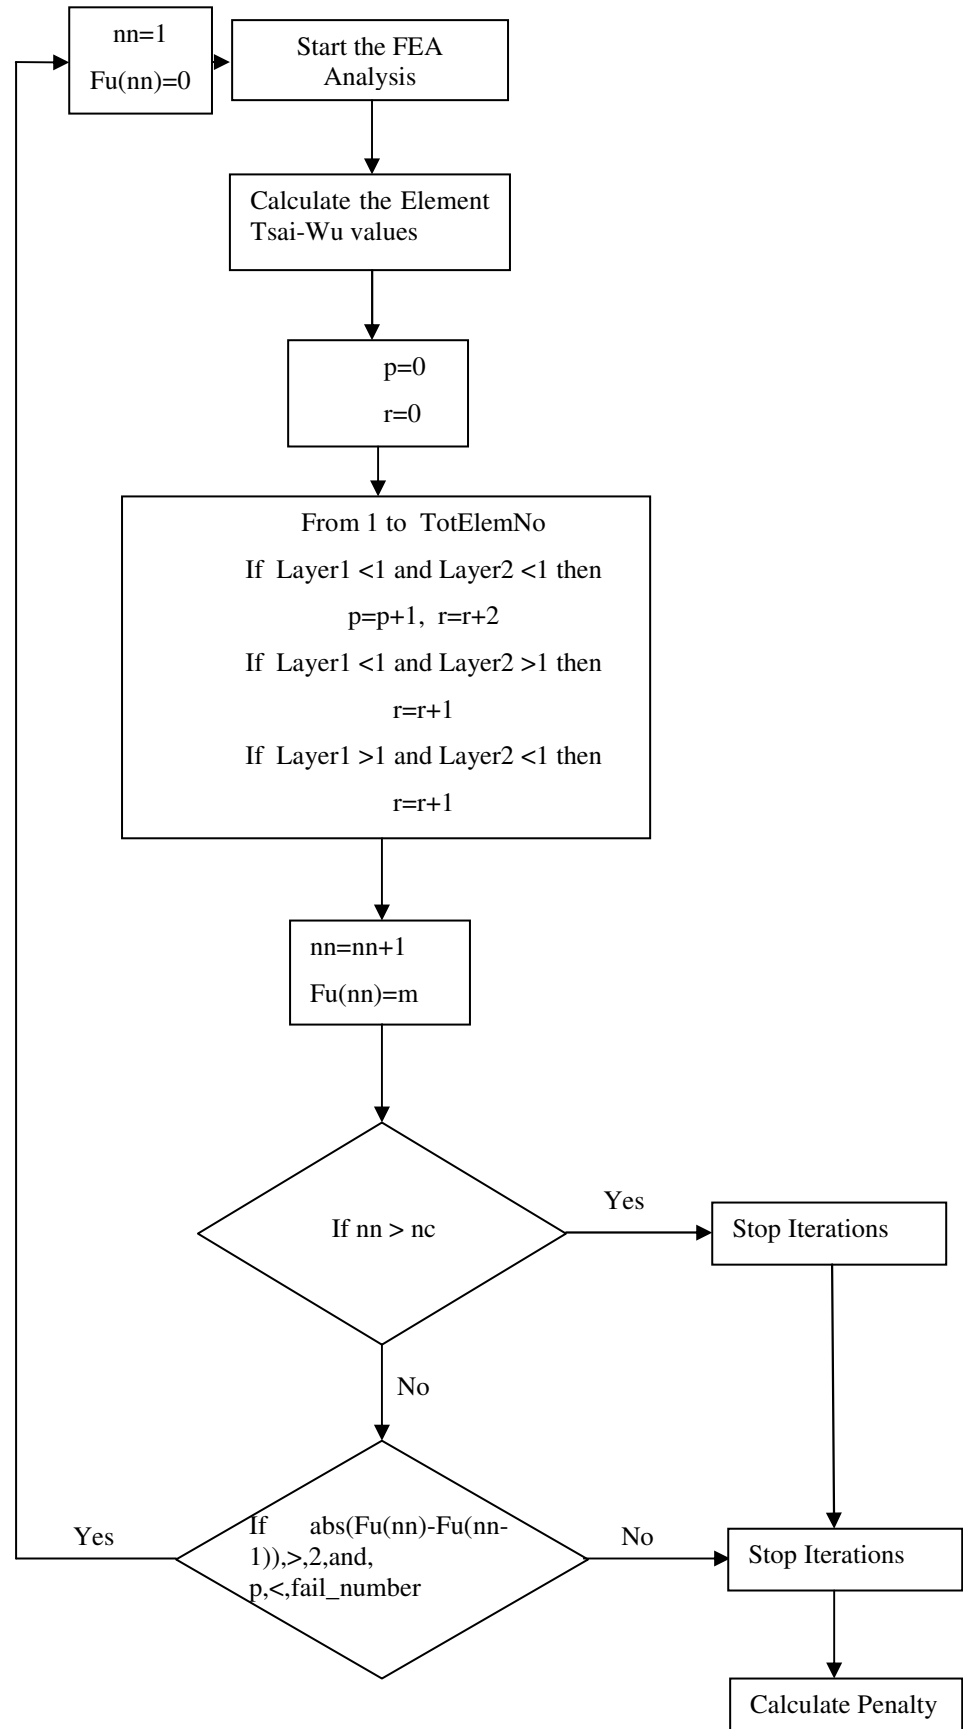 nn=1
Fu(nn)=0
Start the FEA
Analysis
Calculate the Element
Tsai-Wu values
p=0
r=0
From 1 to TotElemNo
If Layer1 <1 and Layer2 <1 then
p=p+1, r=r+2
If Layer1 <1 and Layer2 >1 then
r=r+1
If Layer1 >1 and Layer2 <1 then
r=r+1
nn=nn+1
Fu(nn)=m
If nn > nc
Yes
Stop Iterations
No
If abs(Fu(nn)-Fu(nn-
1)),>,2,and,
p,<,fail_number
Yes
No
Stop Iterations
Calculate Penalty